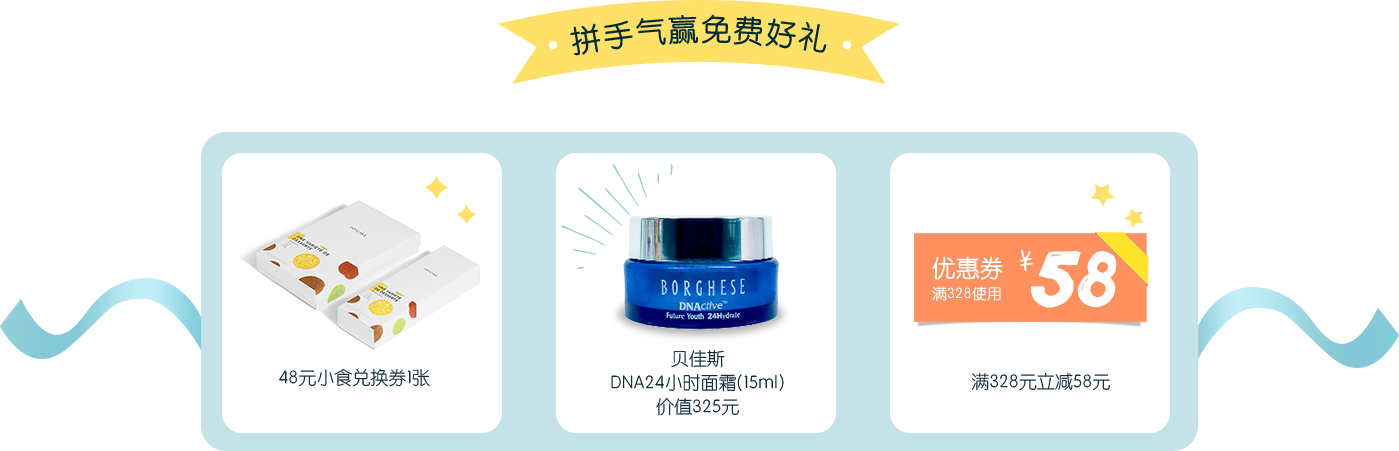 拼手气赢免费好礼
48元小食兑换券1张
BORGHESE
DNActive™
Future Youth 24Hydrate
贝佳斯
DNA24小时面霜(15ml)
价值325元
优惠券
满328使用
¥58
满328元立减58元